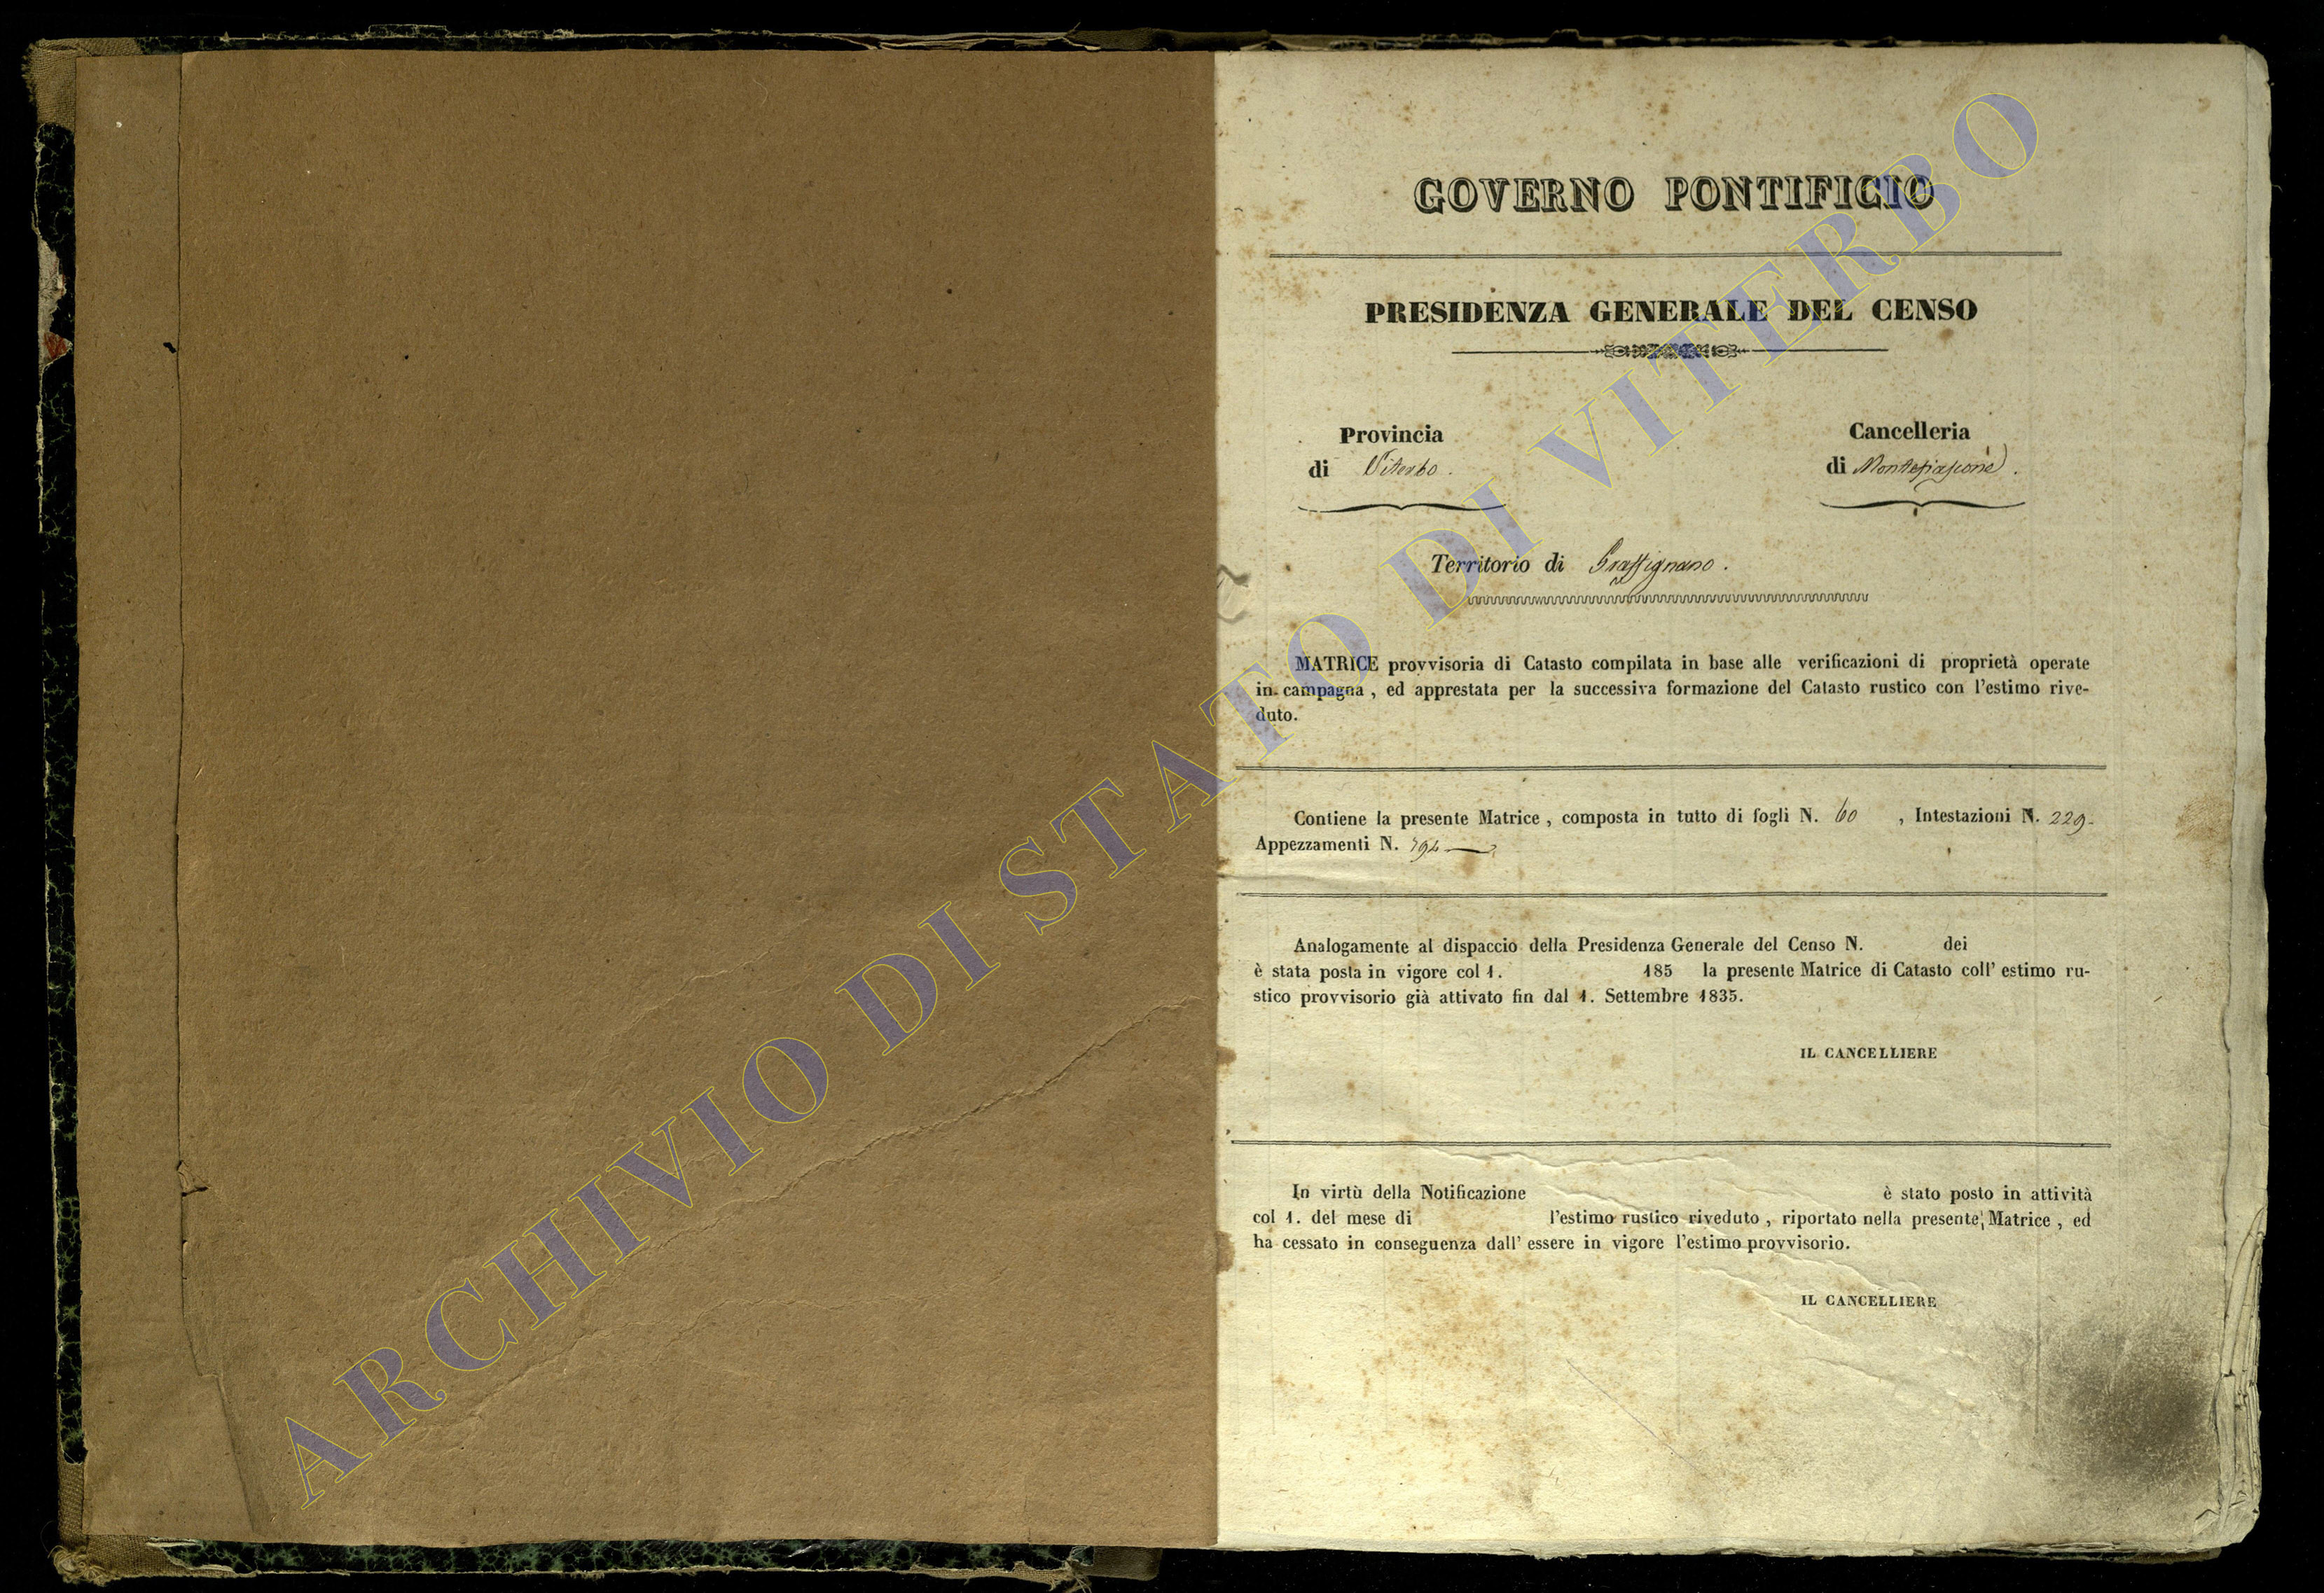 GOVERNO PONTIFICIO
PRESIDENZA GENERALE DEL CENSO
Provincia
di Viterbo.
Cancelleria
di Montefiascone.
Territorio di Graffignano.
MATRICE provvisoria di Catasto compilata in base alle verificazioni di proprietà operate
in campagna, ed apprestata per la successiva formazione del Catasto rustico con l'estimo rive-
duto.
Contiene la presente Matrice, composta in tutto di fogli N. 60, Intestazioni N. 229.
Appezzamenti N.
Analogamente al dispaccio della Presidenza Generale del Censo N. dei
è stata posta in vigore col 1. 185 la presente Matrice di Catasto coll' estimo ru-
stico provvisorio già attivato fin dal 1. Settembre 1835.
IL CANCELLIERE
In virtù della Notificazione è stato posto in attività
col 1. del mese di l'estimo rustico riveduto, riportato nella presente Matrice, ed
ha cessato in conseguenza dall' essere in vigore l'estimo provvisorio.
IL CANCELLIERE
ARCHIVIO DI STATO DI VITERBO